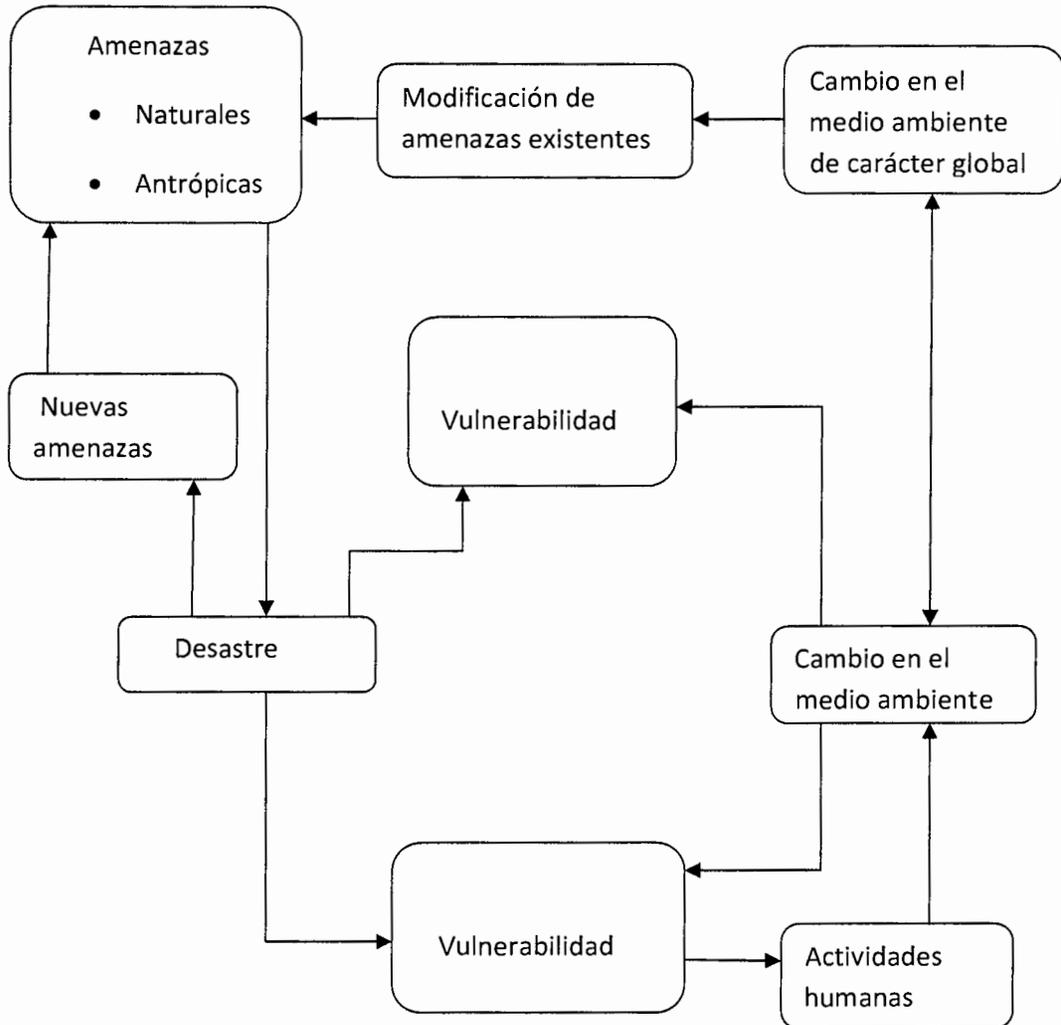 Amenazas
• Naturales
• Antrópicas
Modificación de
amenazas existentes
Cambio en el
medio ambiente
de carácter global
Nuevas
amenazas
Vulnerabilidad
Desastre
Cambio en el
medio ambiente
Vulnerabilidad
Actividades
humanas